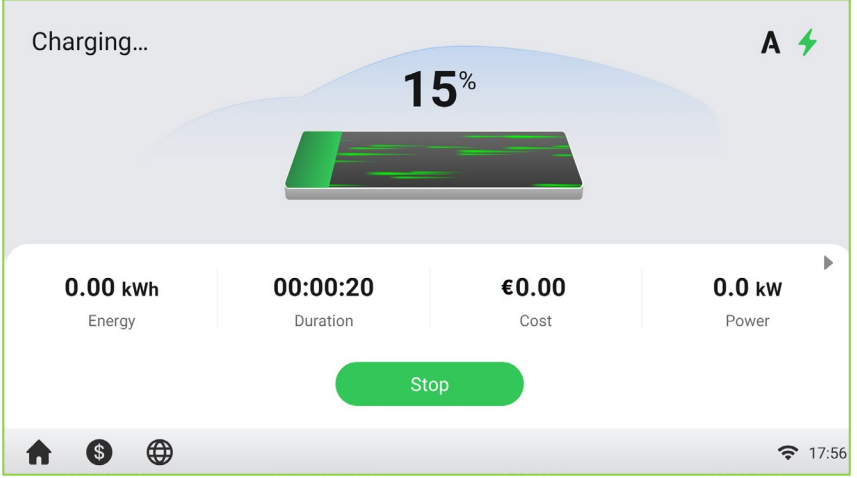 Charging...
A
15%
0.00 kWh
00:00:20
€0.00
0.0 kW
Energy
Duration
Cost
Power
Stop
$
17:56